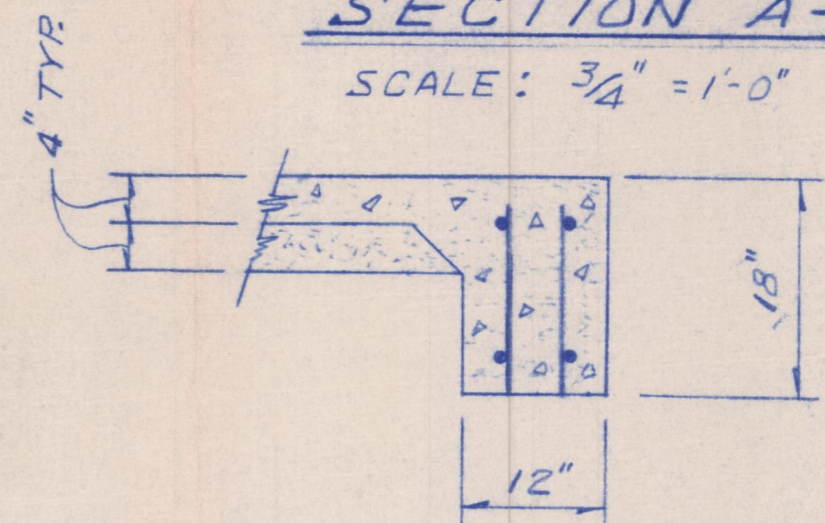 SECTION A-
SCALE: 3/4" = 1'-0"
4" TYP.
18"
12"